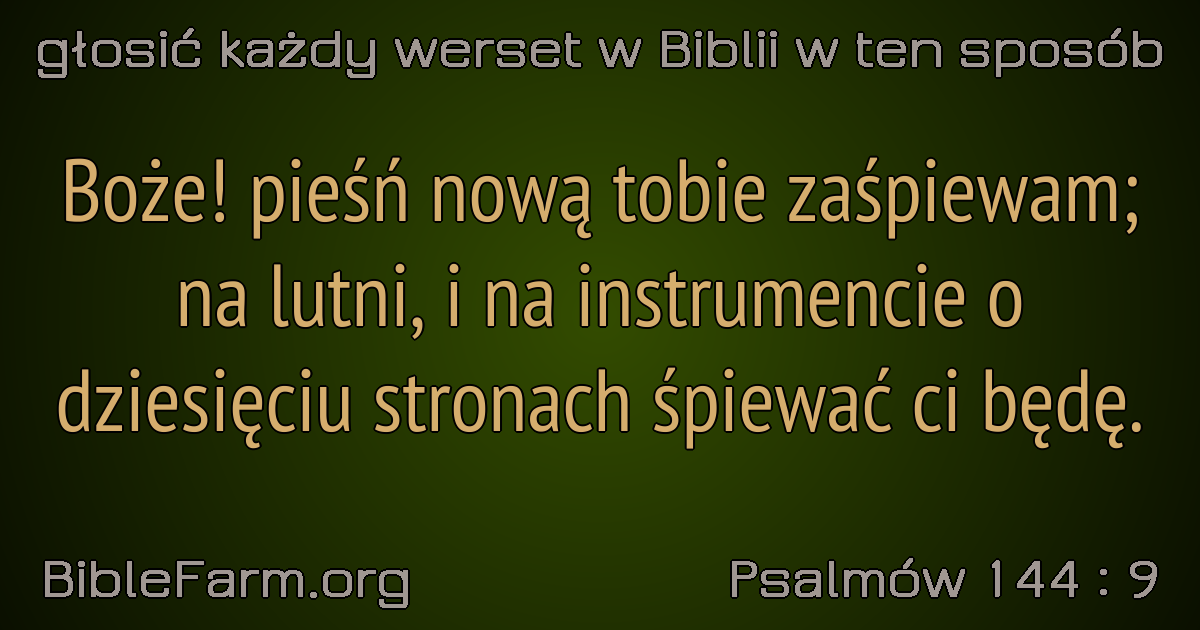 głosić każdy werset w Biblii w ten sposób
Boże! pieśń nową tobie zaśpiewam;
na lutni, i na instrumencie o
dziesięciu stronach śpiewać ci będę.
BibleFarm.org
Psalmów 144 : 9